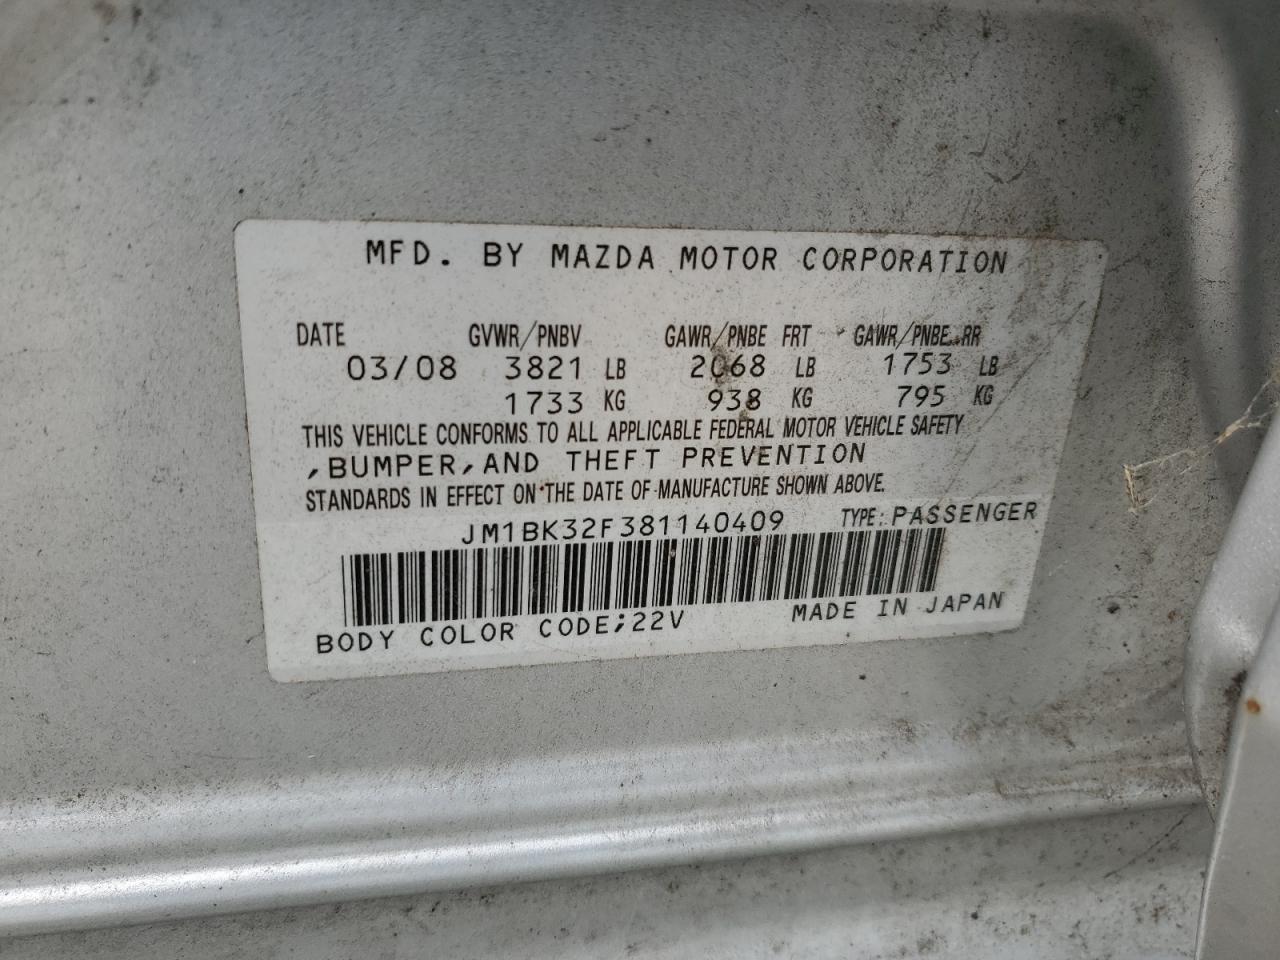 MFD. BY MAZDA MOTOR CORPORATION
DATE GVWR/PNBV GAWR/PNBE FRT GAWR/PNBE RR
03/08 3821 LB 2068 LB 1753 LB
1733 KG 938 KG 795 KG
THIS VEHICLE CONFORMS TO ALL APPLICABLE FEDERAL MOTOR VEHICLE SAFETY
,BUMPER,AND THEFT PREVENTION
STANDARDS IN EFFECT ON THE DATE OF MANUFACTURE SHOWN ABOVE.
JM1BK32F381140409 TYPE: PASSENGER
BODY COLOR CODE;22V MADE IN JAPAN